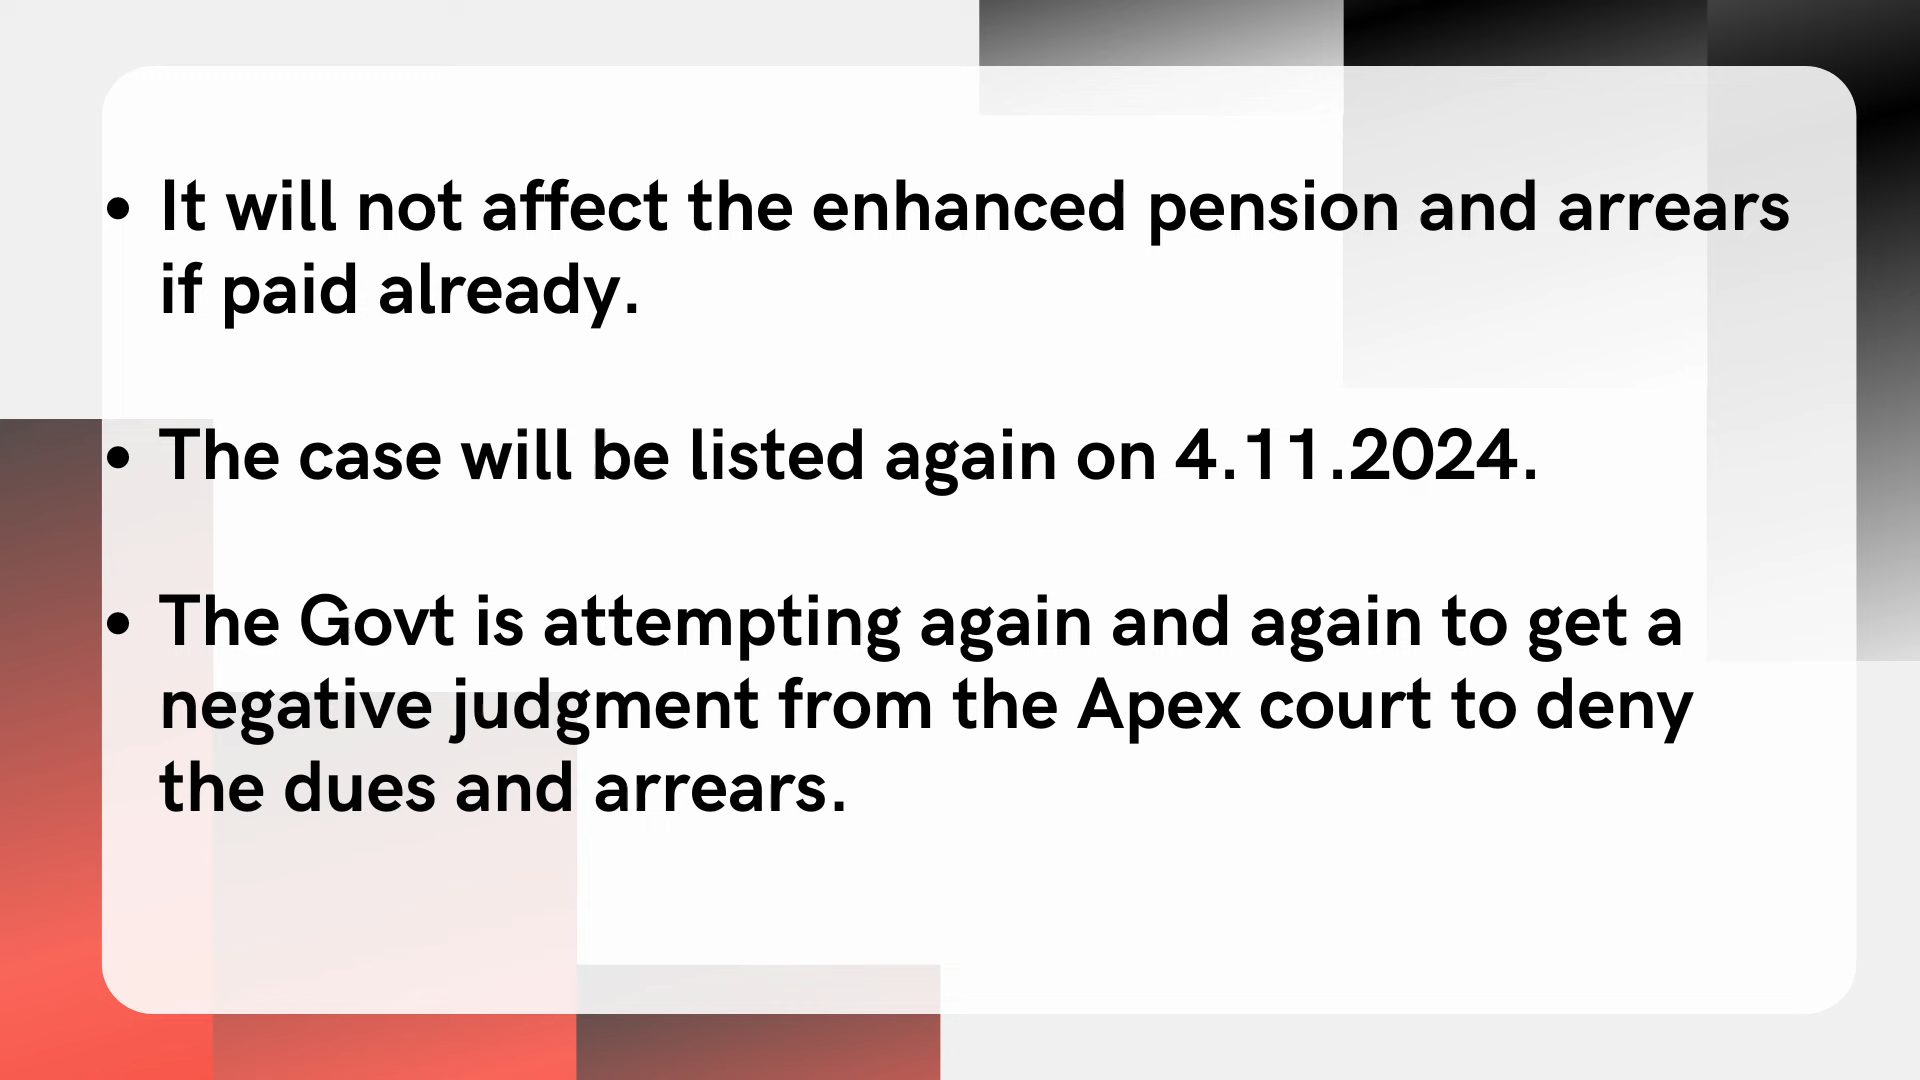 • It will not affect the enhanced pension and arrears
if paid already.
• The case will be listed again on 4.11.2024.
• The Govt is attempting again and again to get a
negative judgment from the Apex court to deny
the dues and arrears.